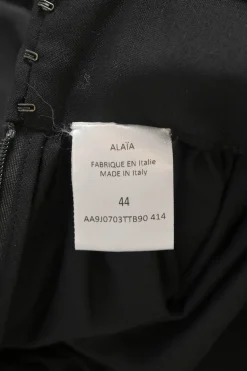 ALAÏA
FABRIQUE EN Italie
MADE IN Italy
44
AA9J0703TTB90 414